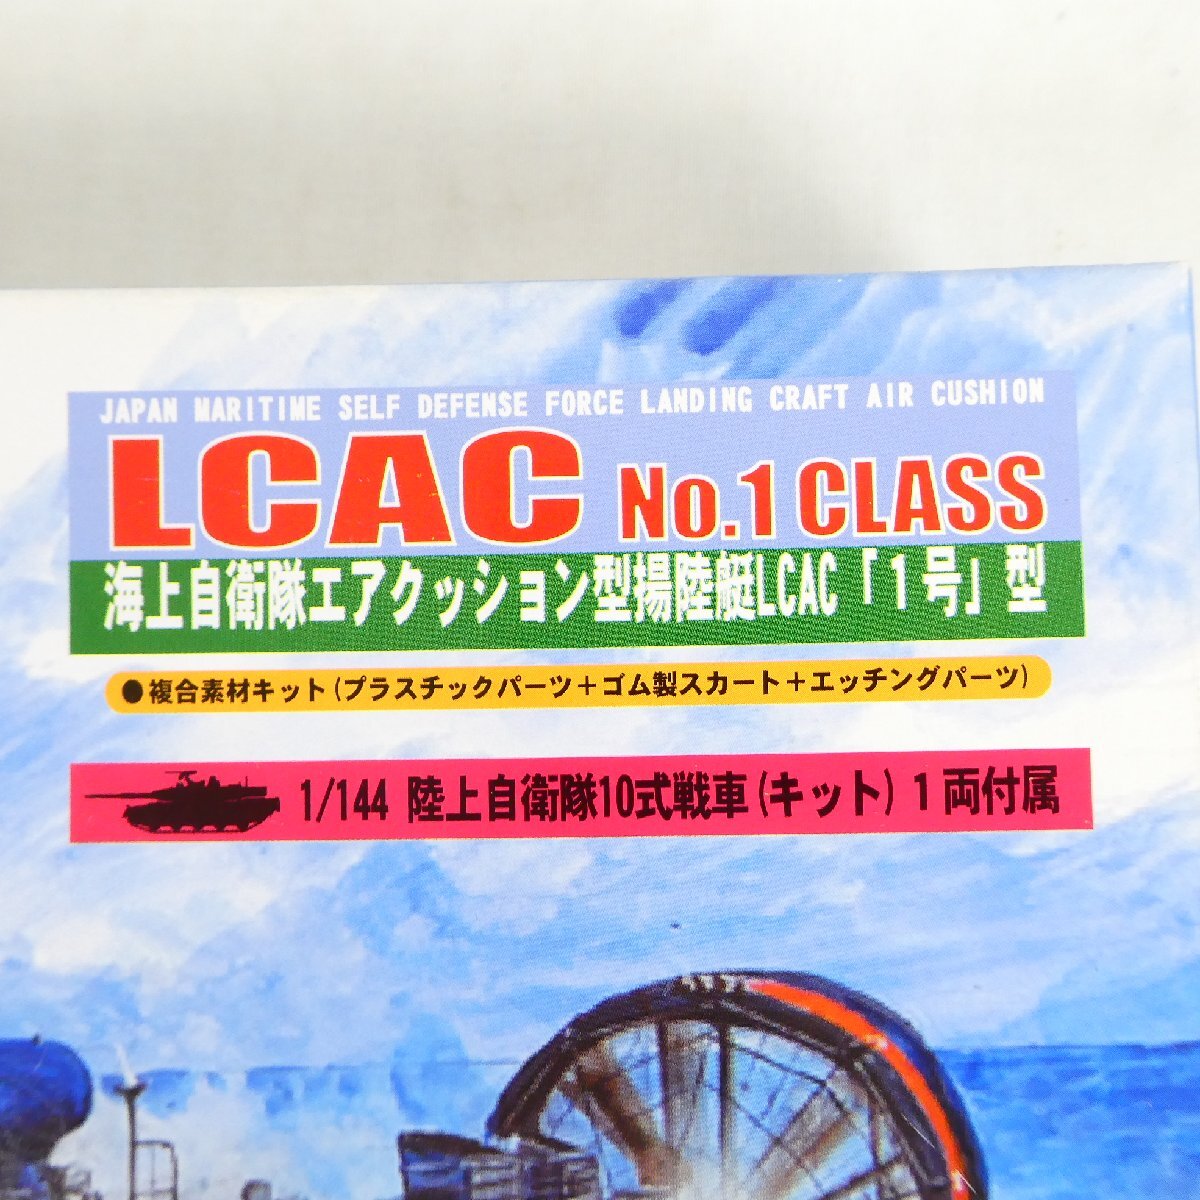 JAPAN MARITIME SELF DEFENSE FORCE LANDING CRAFT AIR CUSHION
LCAC No.1 CLASS
海上自衛隊エアクッション型揚陸艇LCAC「1号」型
●複合素材キット(プラスチックパーツ+ゴム製スカート+エッチングパーツ)
1/144 陸上自衛隊10式戦車(キット)1両付属